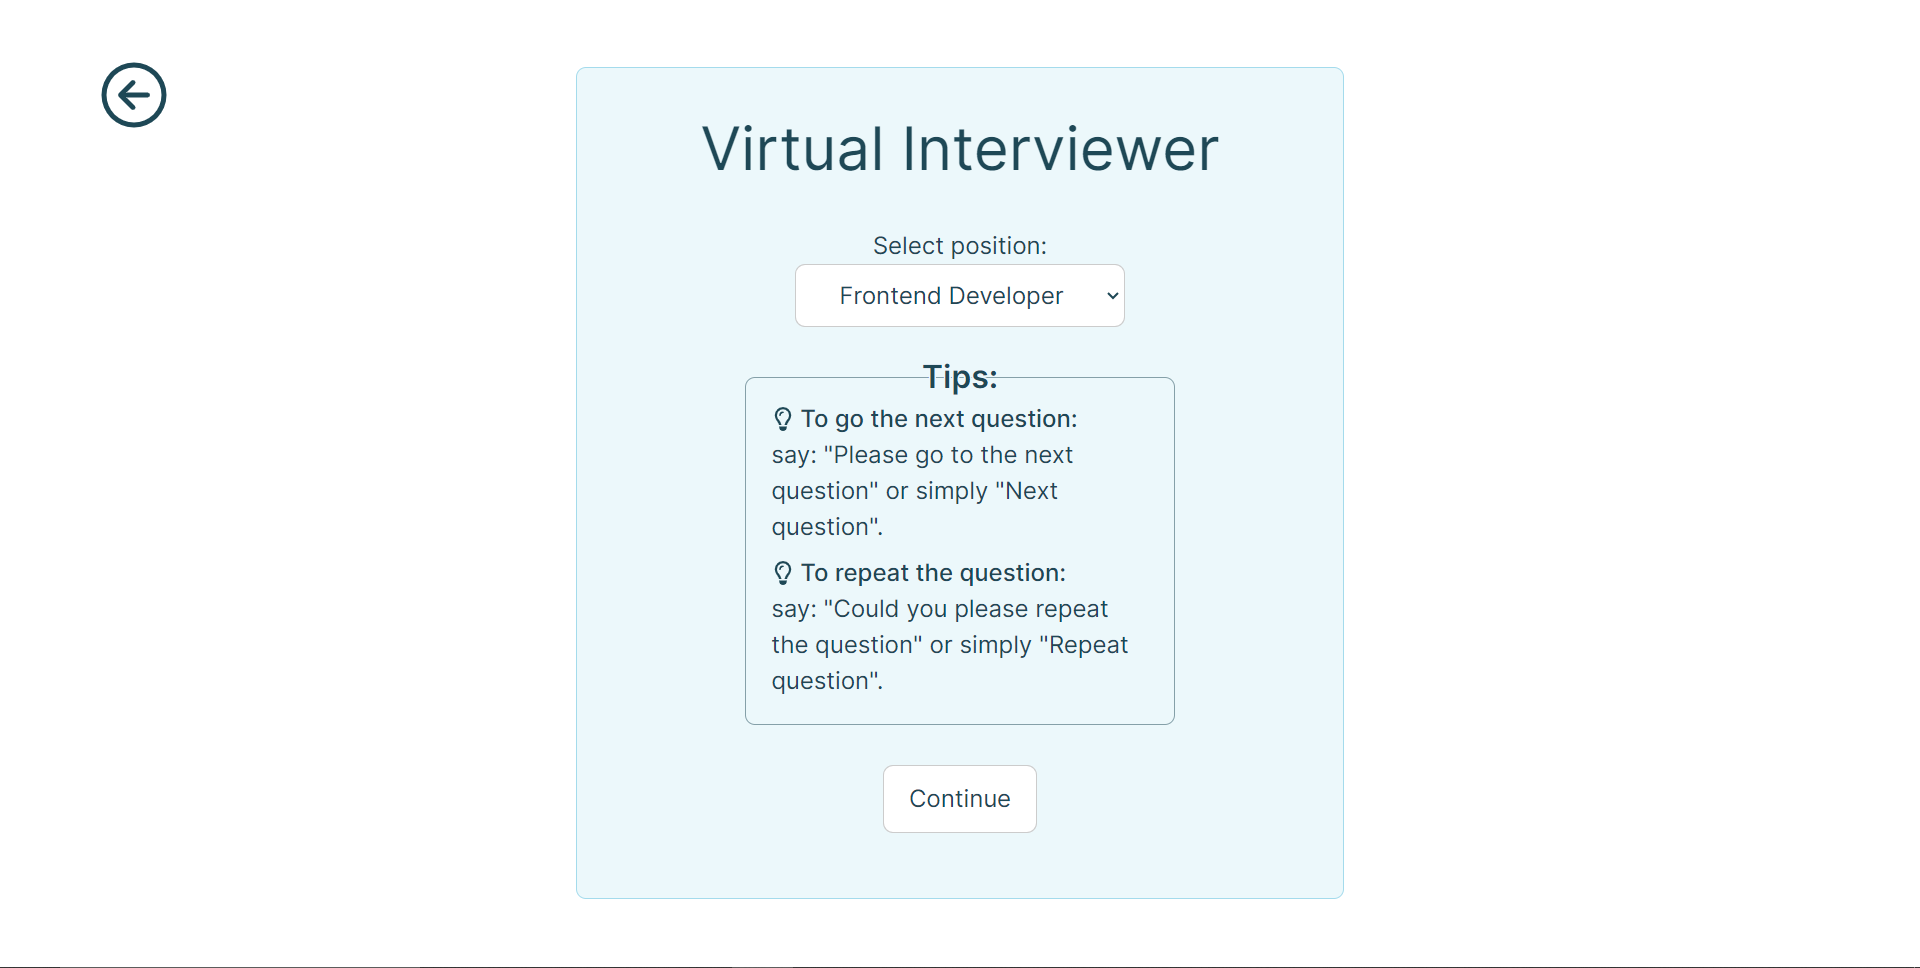 Virtual Interviewer
Select position:
Frontend Developer
Tips:
To go the next question:
say: "Please go to the next
question" or simply "Next
question".
To repeat the question:
say: "Could you please repeat
the question" or simply "Repeat
question".
Continue